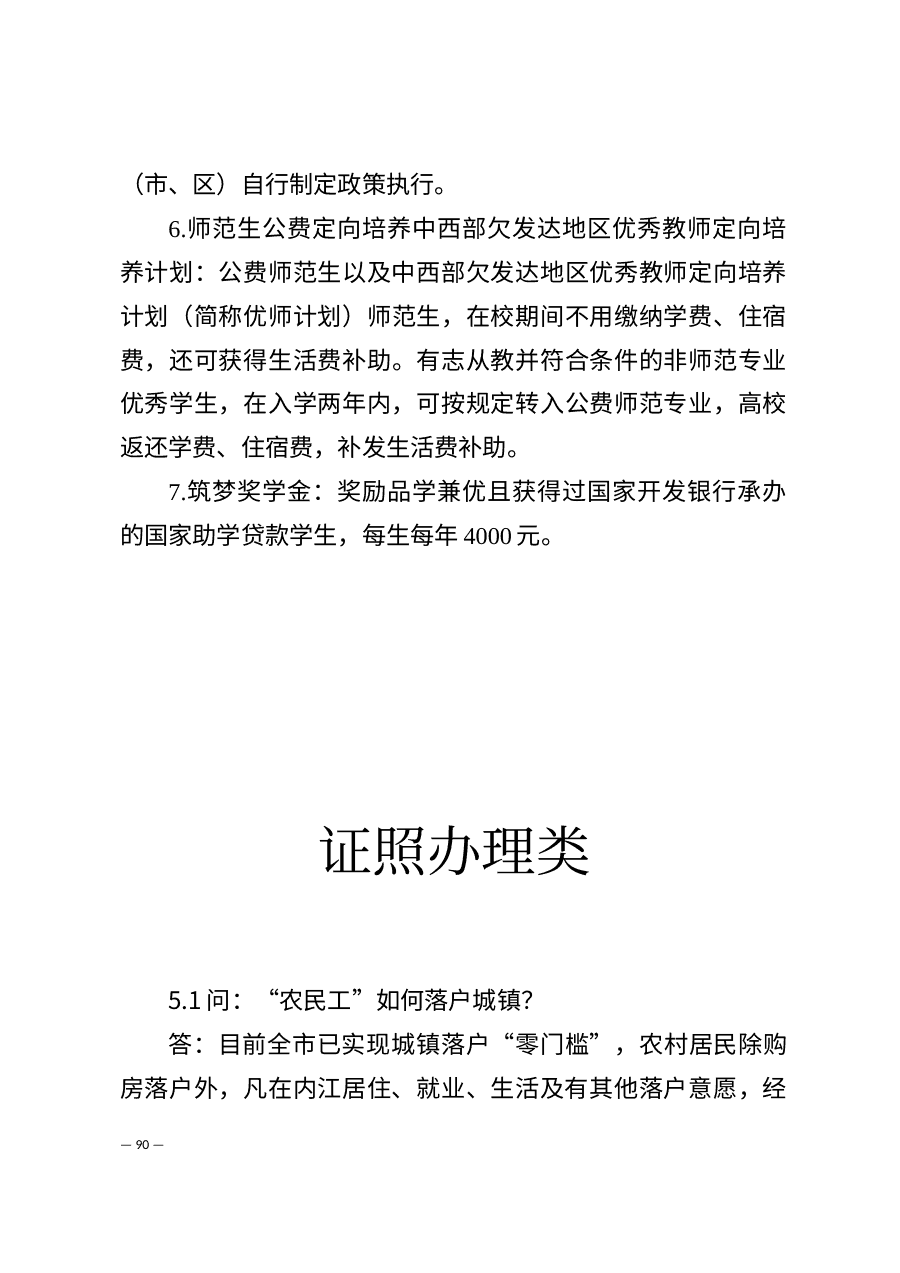 （市、区）自行制定政策执行。
6.师范生公费定向培养中西部欠发达地区优秀教师定向培
养计划：公费师范生以及中西部欠发达地区优秀教师定向培养
计划（简称优师计划）师范生，在校期间不用缴纳学费、住宿
费，还可获得生活费补助。有志从教并符合条件的非师范专业
优秀学生，在入学两年内，可按规定转入公费师范专业，高校
返还学费、住宿费，补发生活费补助。
7.筑梦奖学金：奖励品学兼优且获得过国家开发银行承办
的国家助学贷款学生，每生每年 4000 元。
证照办理类
5.1 问：“农民工”如何落户城镇？
答：目前全市已实现城镇落户“零门槛”，农村居民除购
房落户外，凡在内江居住、就业、生活及有其他落户意愿，经
— 90 —